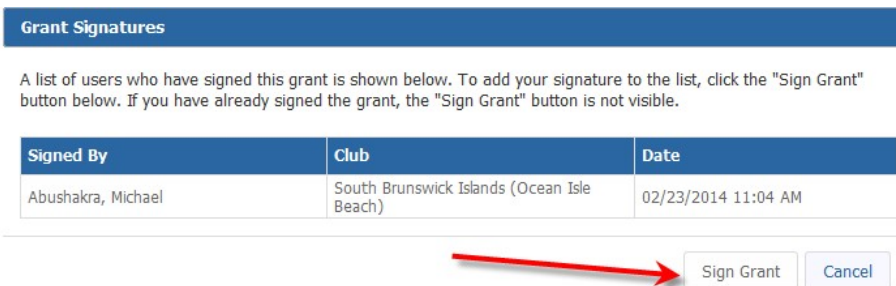 Grant Signatures
A list of users who have signed this grant is shown below. To add your signature to the list, click the "Sign Grant"
button below. If you have already signed the grant, the "Sign Grant" button is not visible.
Signed By Club Date
Abushakra, Michael South Brunswick Islands (Ocean Isle Beach) 02/23/2014 11:04 AM
Sign Grant Cancel